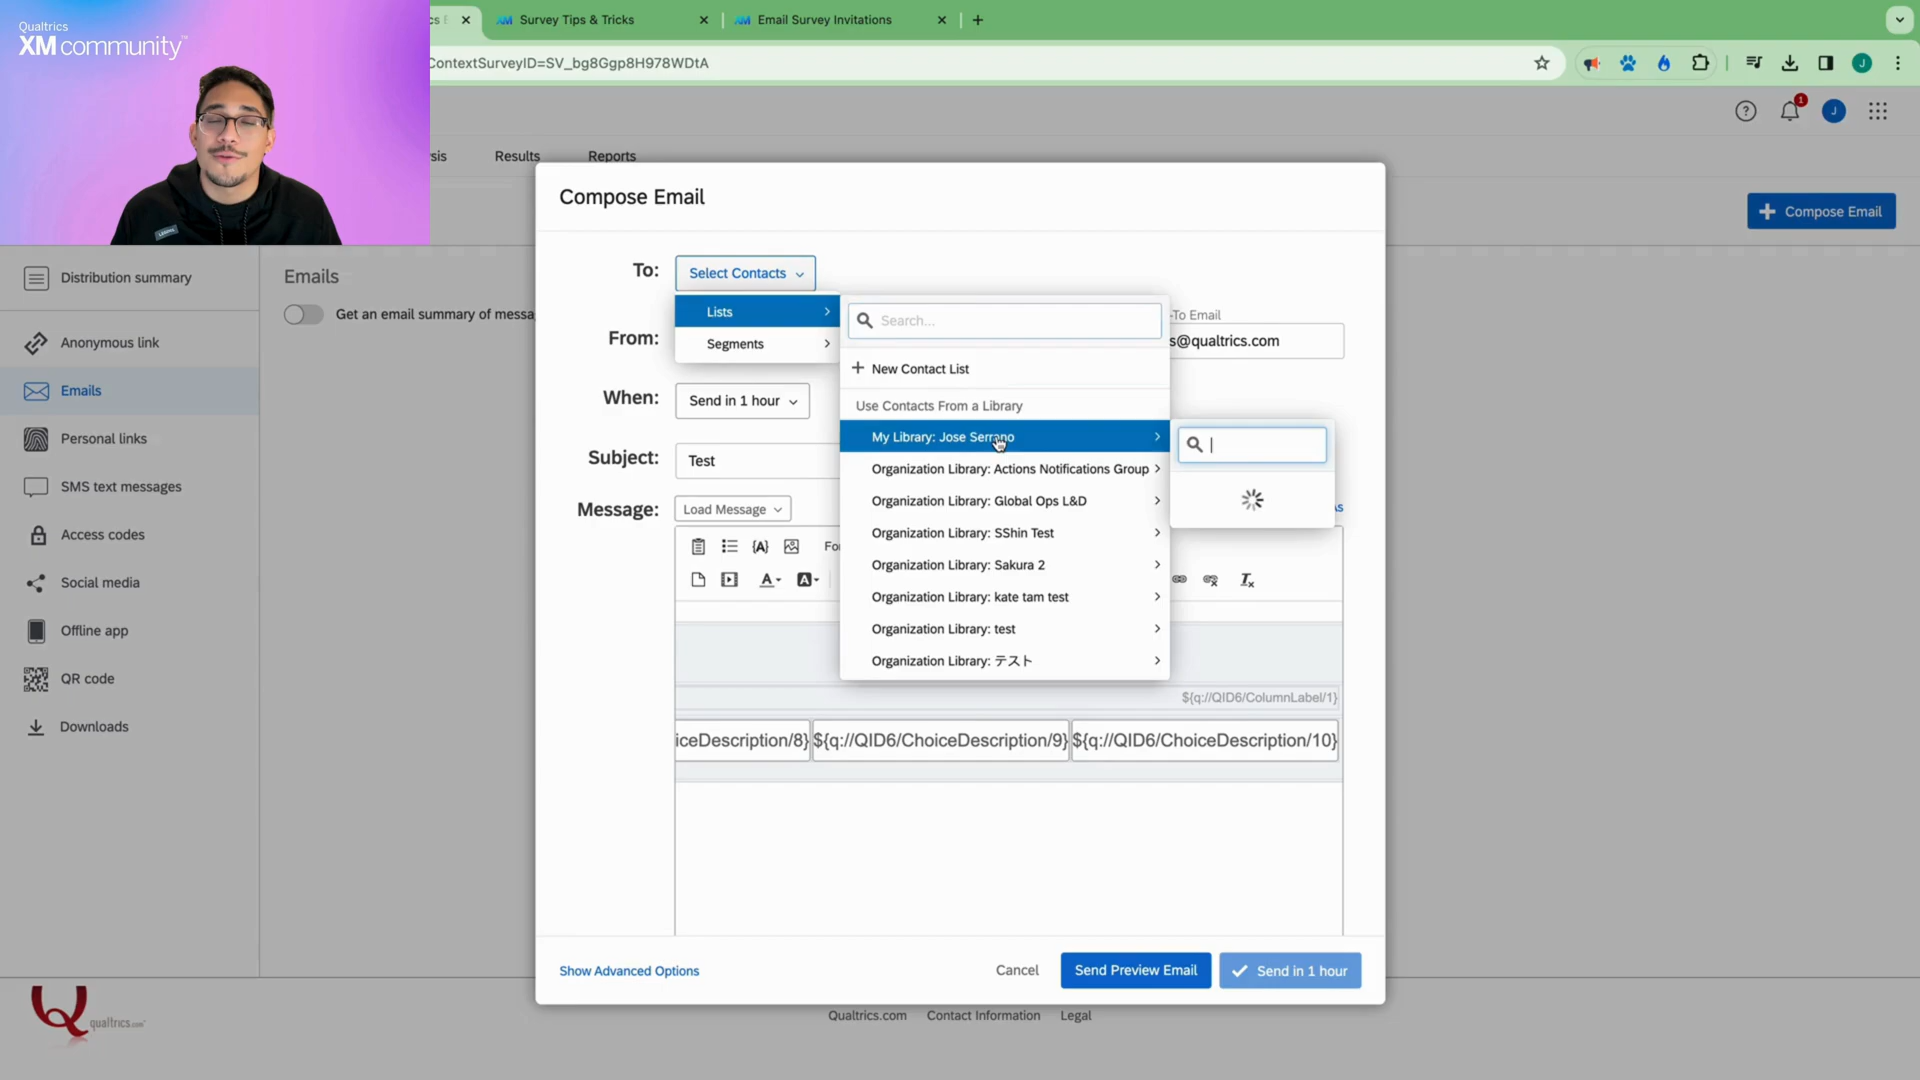 Qualtrics
XM community™
cs E
Survey Tips & Tricks
Email Survey Invitations
ContextSurveyID=SV_bg8Ggp8H978WDtA
J
1
J
sis
Results
Reports
Compose Email
Distribution summary
Anonymous link
Emails
Personal links
SMS text messages
Access codes
Social media
Offline app
QR code
Downloads
Emails
Get an email summary of messa
Compose Email
To:
Select Contacts
Lists
Segments
Search...
New Contact List
Use Contacts From a Library
My Library: Jose Serrano
Organization Library: Actions Notifications Group
Organization Library: Global Ops L&D
Organization Library: SShin Test
Organization Library: Sakura 2
Organization Library: kate tam test
Organization Library: test
Organization Library: テスト
From:
-To Email
s@qualtrics.com
When:
Send in 1 hour
Subject:
Test
Message:
Load Message
As
{A}
For
A
A
Tx
${q://QID6/ColumnLabel/1}
iceDescription/8}
${q://QID6/ChoiceDescription/9}
${q://QID6/ChoiceDescription/10}
Show Advanced Options
Cancel
Send Preview Email
Send in 1 hour
qualtrics.com
Qualtrics.com
Contact Information
Legal